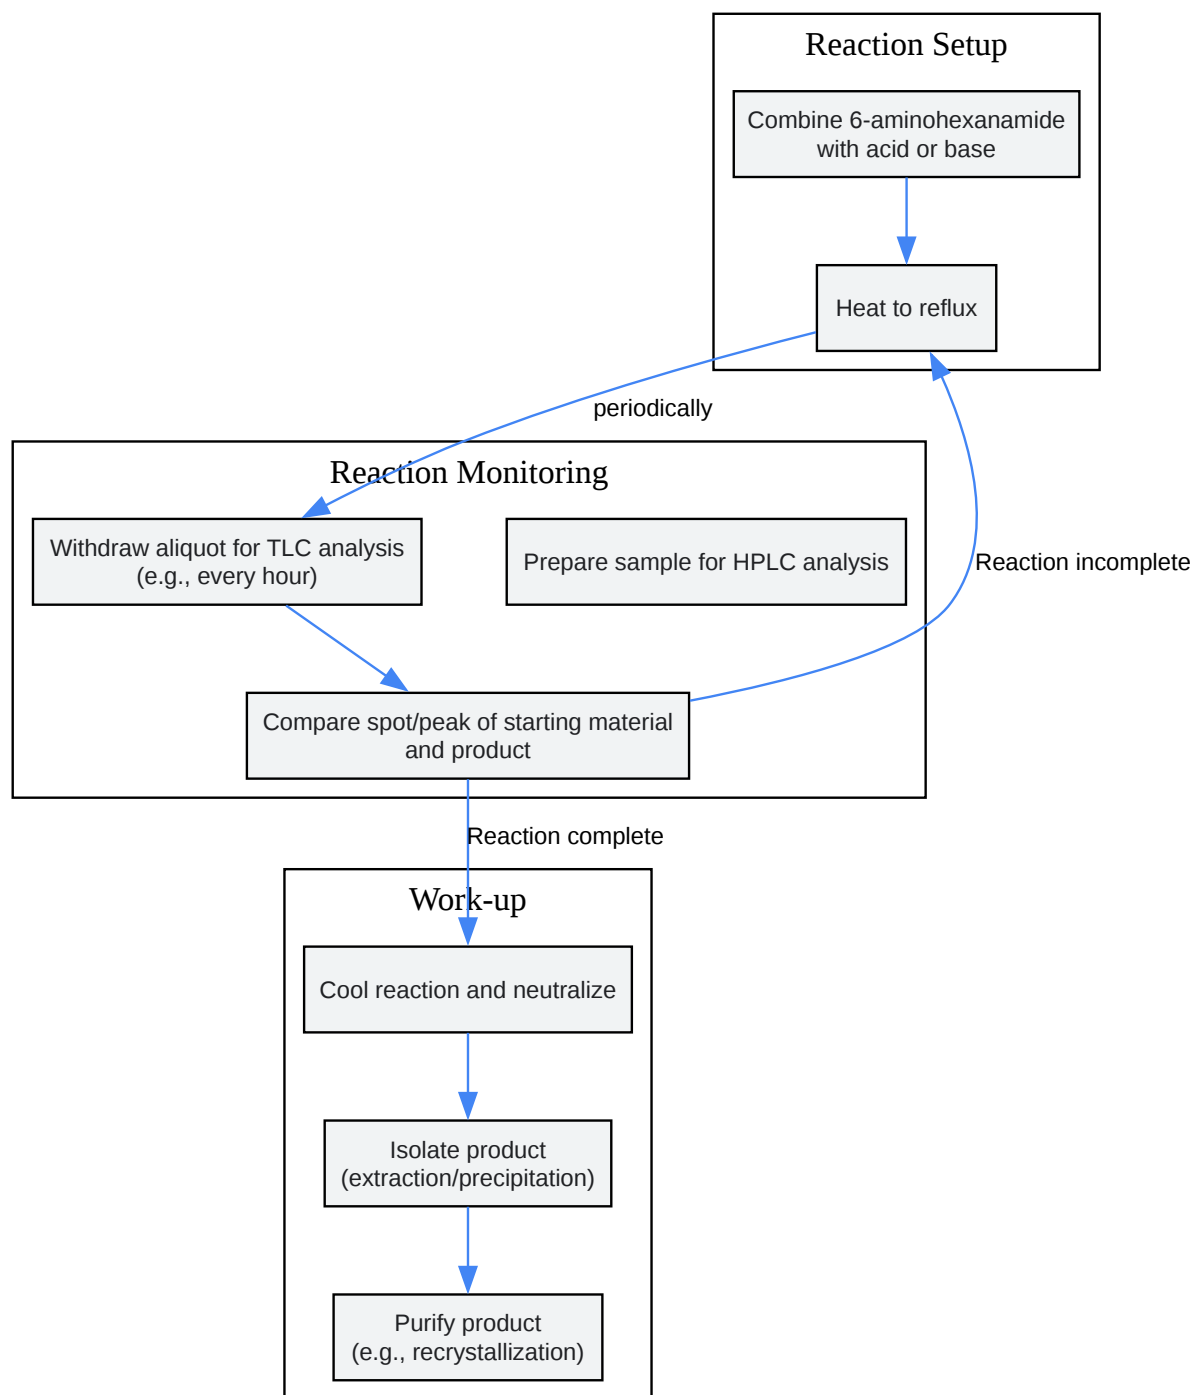 Reaction Setup
Combine 6-aminohexanamide
with acid or base
Heat to reflux
periodically
Reaction Monitoring
Withdraw aliquot for TLC analysis
(e.g., every hour)
Prepare sample for HPLC analysis
Reaction incomplete
Compare spot/peak of starting material
and product
Reaction complete
Work-up
Cool reaction and neutralize
Isolate product
(extraction/precipitation)
Purify product
(e.g., recrystallization)